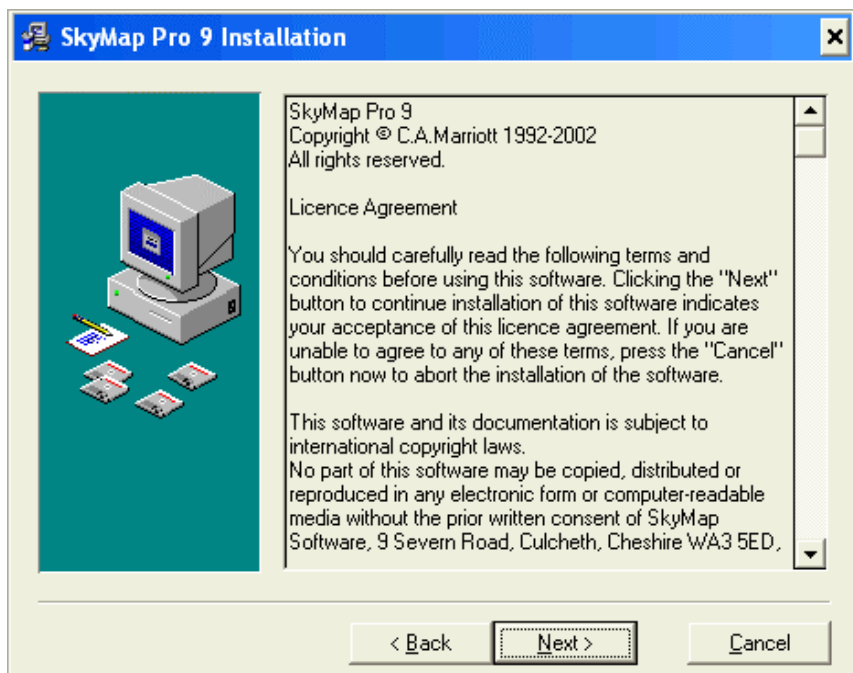 SkyMap Pro 9 Installation
SkyMap Pro 9
Copyright © C.A.Marriott 1992-2002
All rights reserved.
Licence Agreement
You should carefully read the following terms and
conditions before using this software. Clicking the "Next"
button to continue installation of this software indicates
your acceptance of this licence agreement. If you are
unable to agree to any of these terms, press the "Cancel"
button now to abort the installation of the software.
This software and its documentation is subject to
international copyright laws.
No part of this software may be copied, distributed or
reproduced in any electronic form or computer-readable
media without the prior written consent of SkyMap
Software, 9 Severn Road, Culcheth, Cheshire WA3 5ED,
< Back
Next >
Cancel